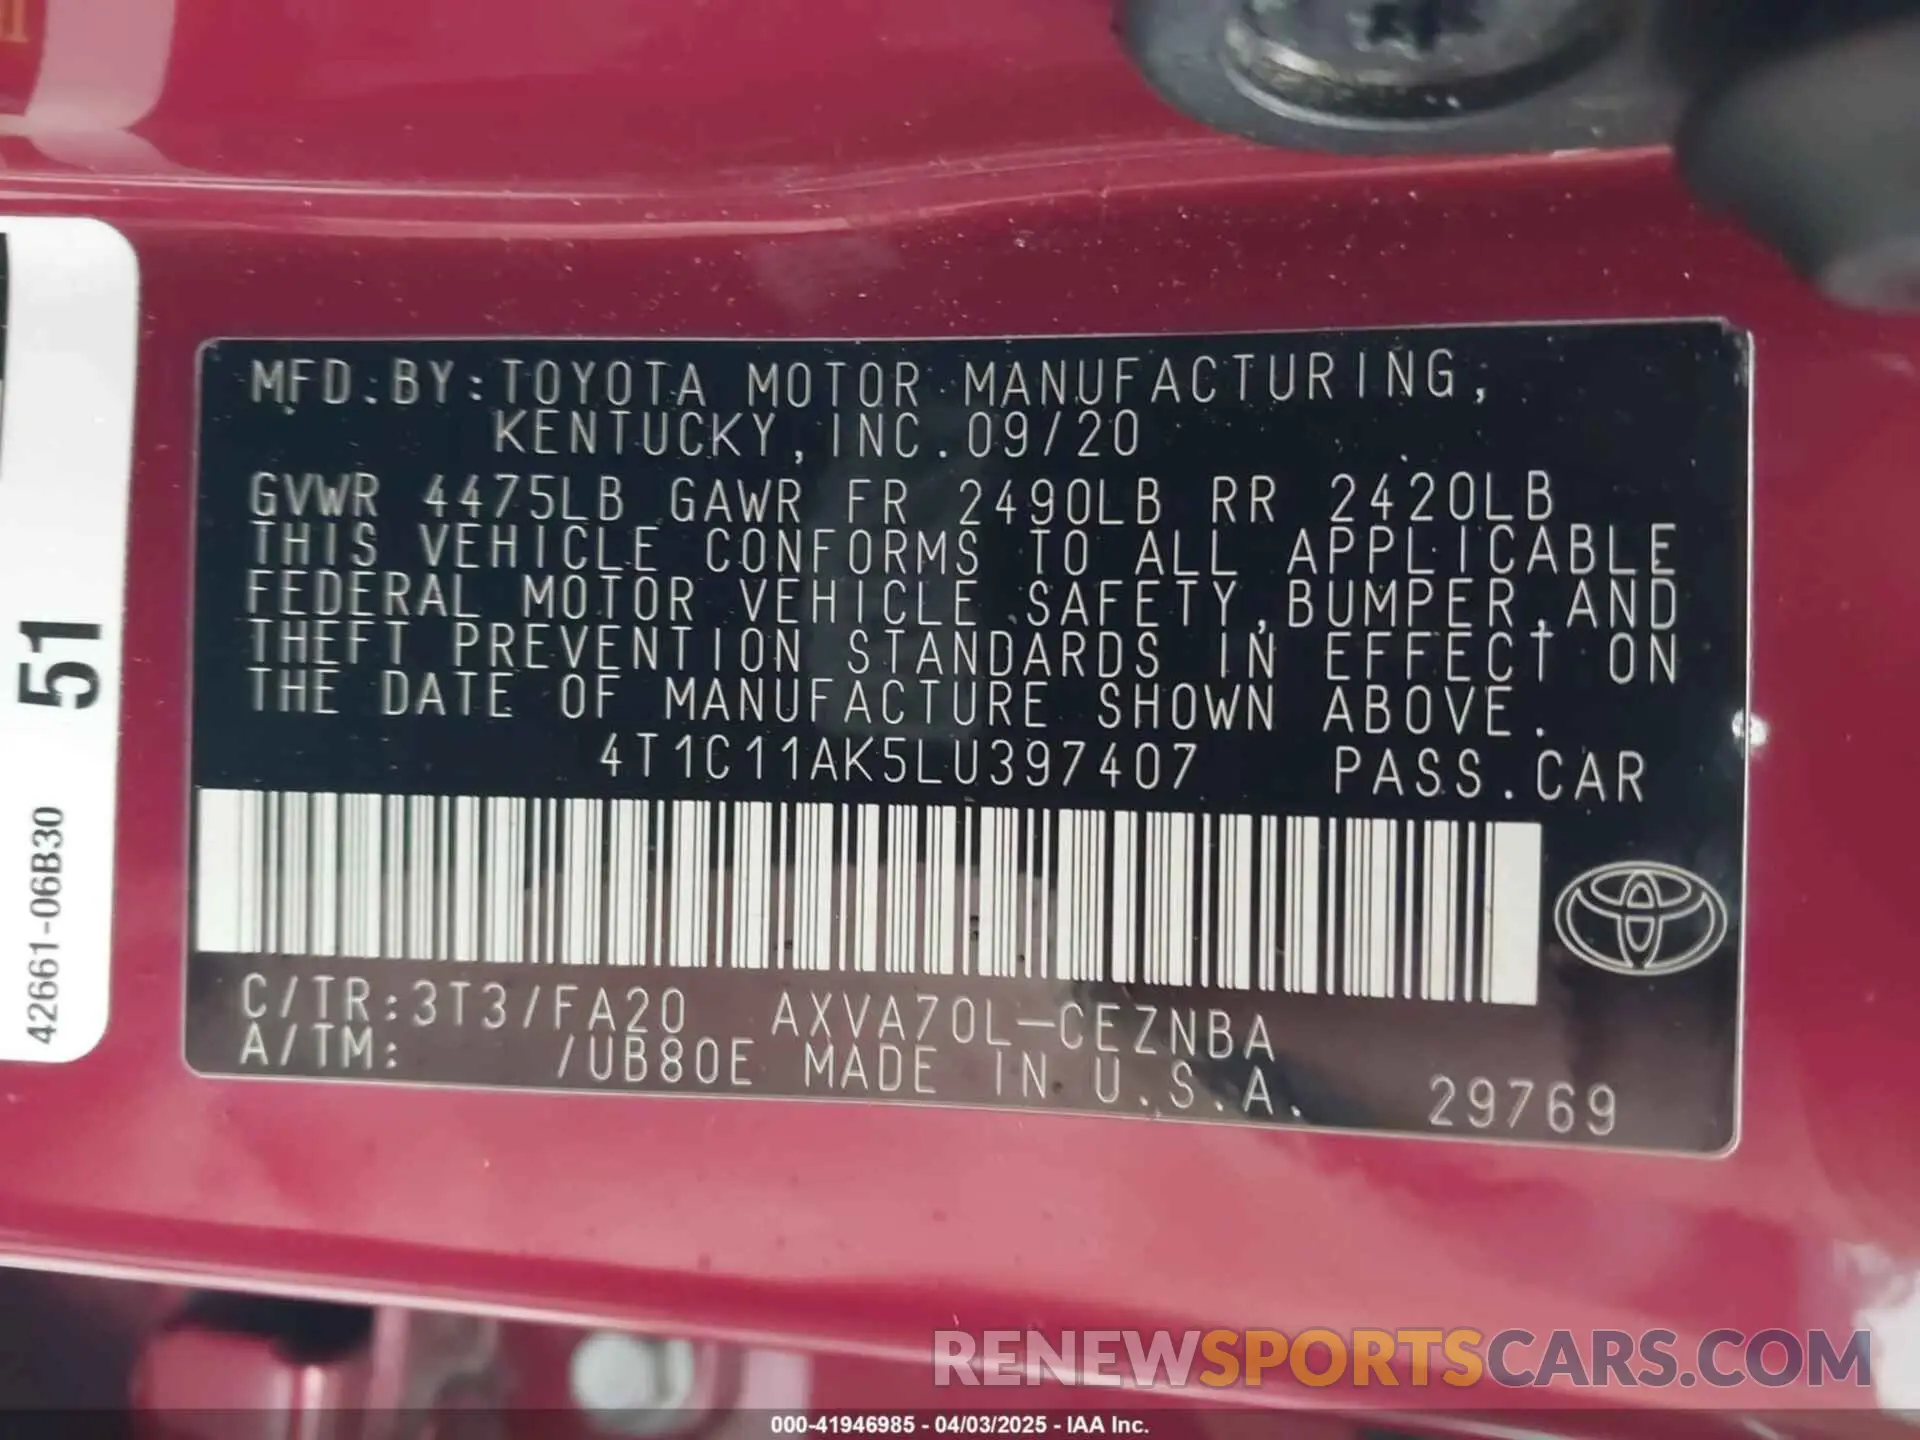 MFD.BY:TOYOTA MOTOR MANUFACTURING,
KENTUCKY,INC.09/20
GVWR 4475LB GAWR FR 2490LB RR 2420LB
THIS VEHICLE CONFORMS TO ALL APPLICABLE
FEDERAL MOTOR VEHICLE SAFETY,BUMPER,AND
THEFT PREVENTION STANDARDS IN EFFECT ON
THE DATE OF MANUFACTURE SHOWN ABOVE.
4T1C11AK5LU397407 PASS.CAR
C/TR:3T3/FA20 AXVA70L-CEZNBA
A/TM: /UB80E MADE IN U.S.A.
29769
51
42661-06B30
RENEWSPORTSCARS.COM
000-41946985 - 04/03/2025 - IAA Inc.